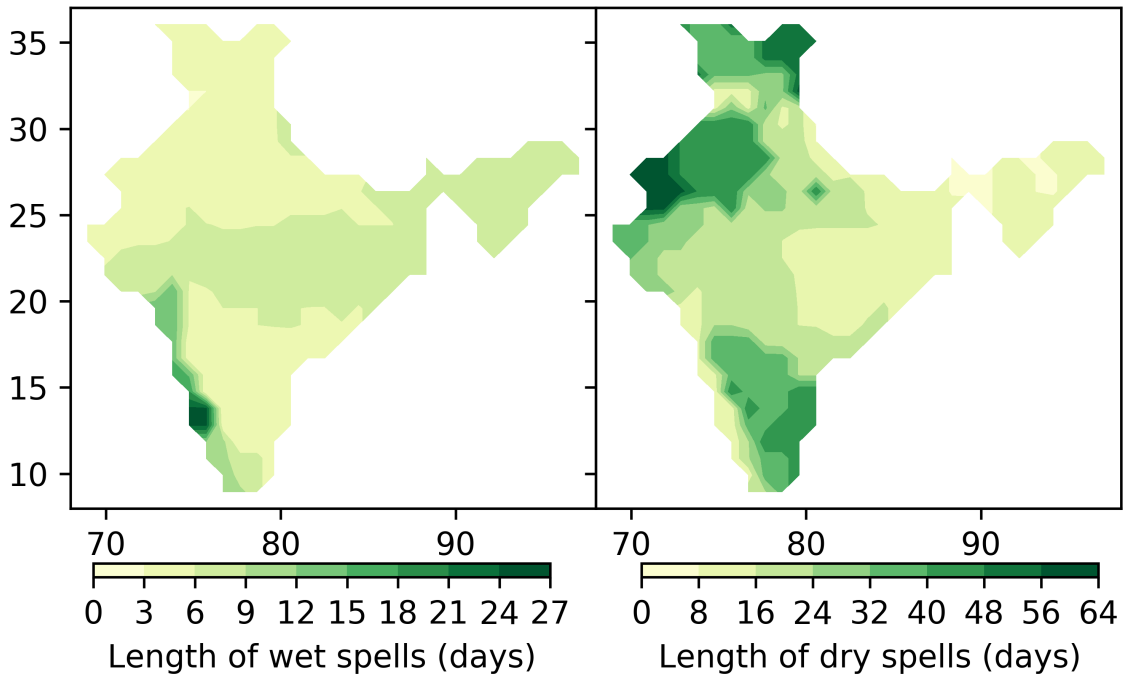 35
30
25
20
15
10
70 80 90
70 80 90
0 3 6 9 12 15 18 21 24 27
0 8 16 24 32 40 48 56 64
Length of wet spells (days)
Length of dry spells (days)